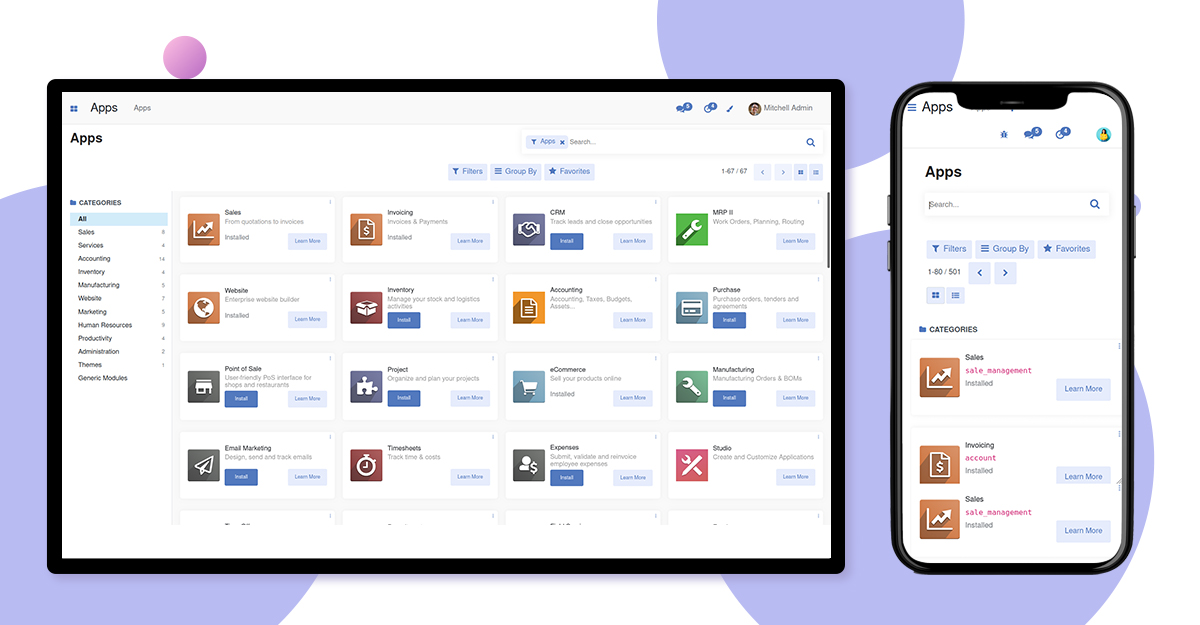 Apps
Apps
5
4
Mitchell Admin
Apps
Apps
Search...
Filters
Group By
Favorites
1-67 / 67
CATEGORIES
All
Sales 8
Services 4
Accounting 14
Inventory 4
Manufacturing 5
Website 7
Marketing 5
Human Resources 9
Productivity 4
Administration 2
Themes 1
Generic Modules
Sales
From quotations to invoices
Installed
Learn More
Invoicing
Invoices & Payments
Installed
Learn More
CRM
Track leads and close opportunities
Install
Learn More
MRP II
Work Orders, Planning, Routing
Learn More
Website
Enterprise website builder
Installed
Learn More
Inventory
Manage your stock and logistics
activities
Install
Learn More
Accounting
Accounting, Taxes, Budgets,
Assets...
Learn More
Purchase
Purchase orders, tenders and
agreements
Install
Learn More
Point of Sale
User-friendly PoS interface for
shops and restaurants
Install
Learn More
Project
Organize and plan your projects
Install
Learn More
eCommerce
Sell your products online
Installed
Learn More
Manufacturing
Manufacturing Orders & BOMs
Install
Learn More
Email Marketing
Design, send and track emails
Install
Learn More
Timesheets
Track time & costs
Learn More
Expenses
Submit, validate and reinvoice
employee expenses
Install
Learn More
Studio
Create and Customize Applications
Learn More
Apps
5
4
Apps
Search...
Filters
Group By
Favorites
1-80 / 501
CATEGORIES
Sales
sale_management
Installed
Learn More
Invoicing
account
Installed
Learn More
Sales
sale_management
Installed
Learn More